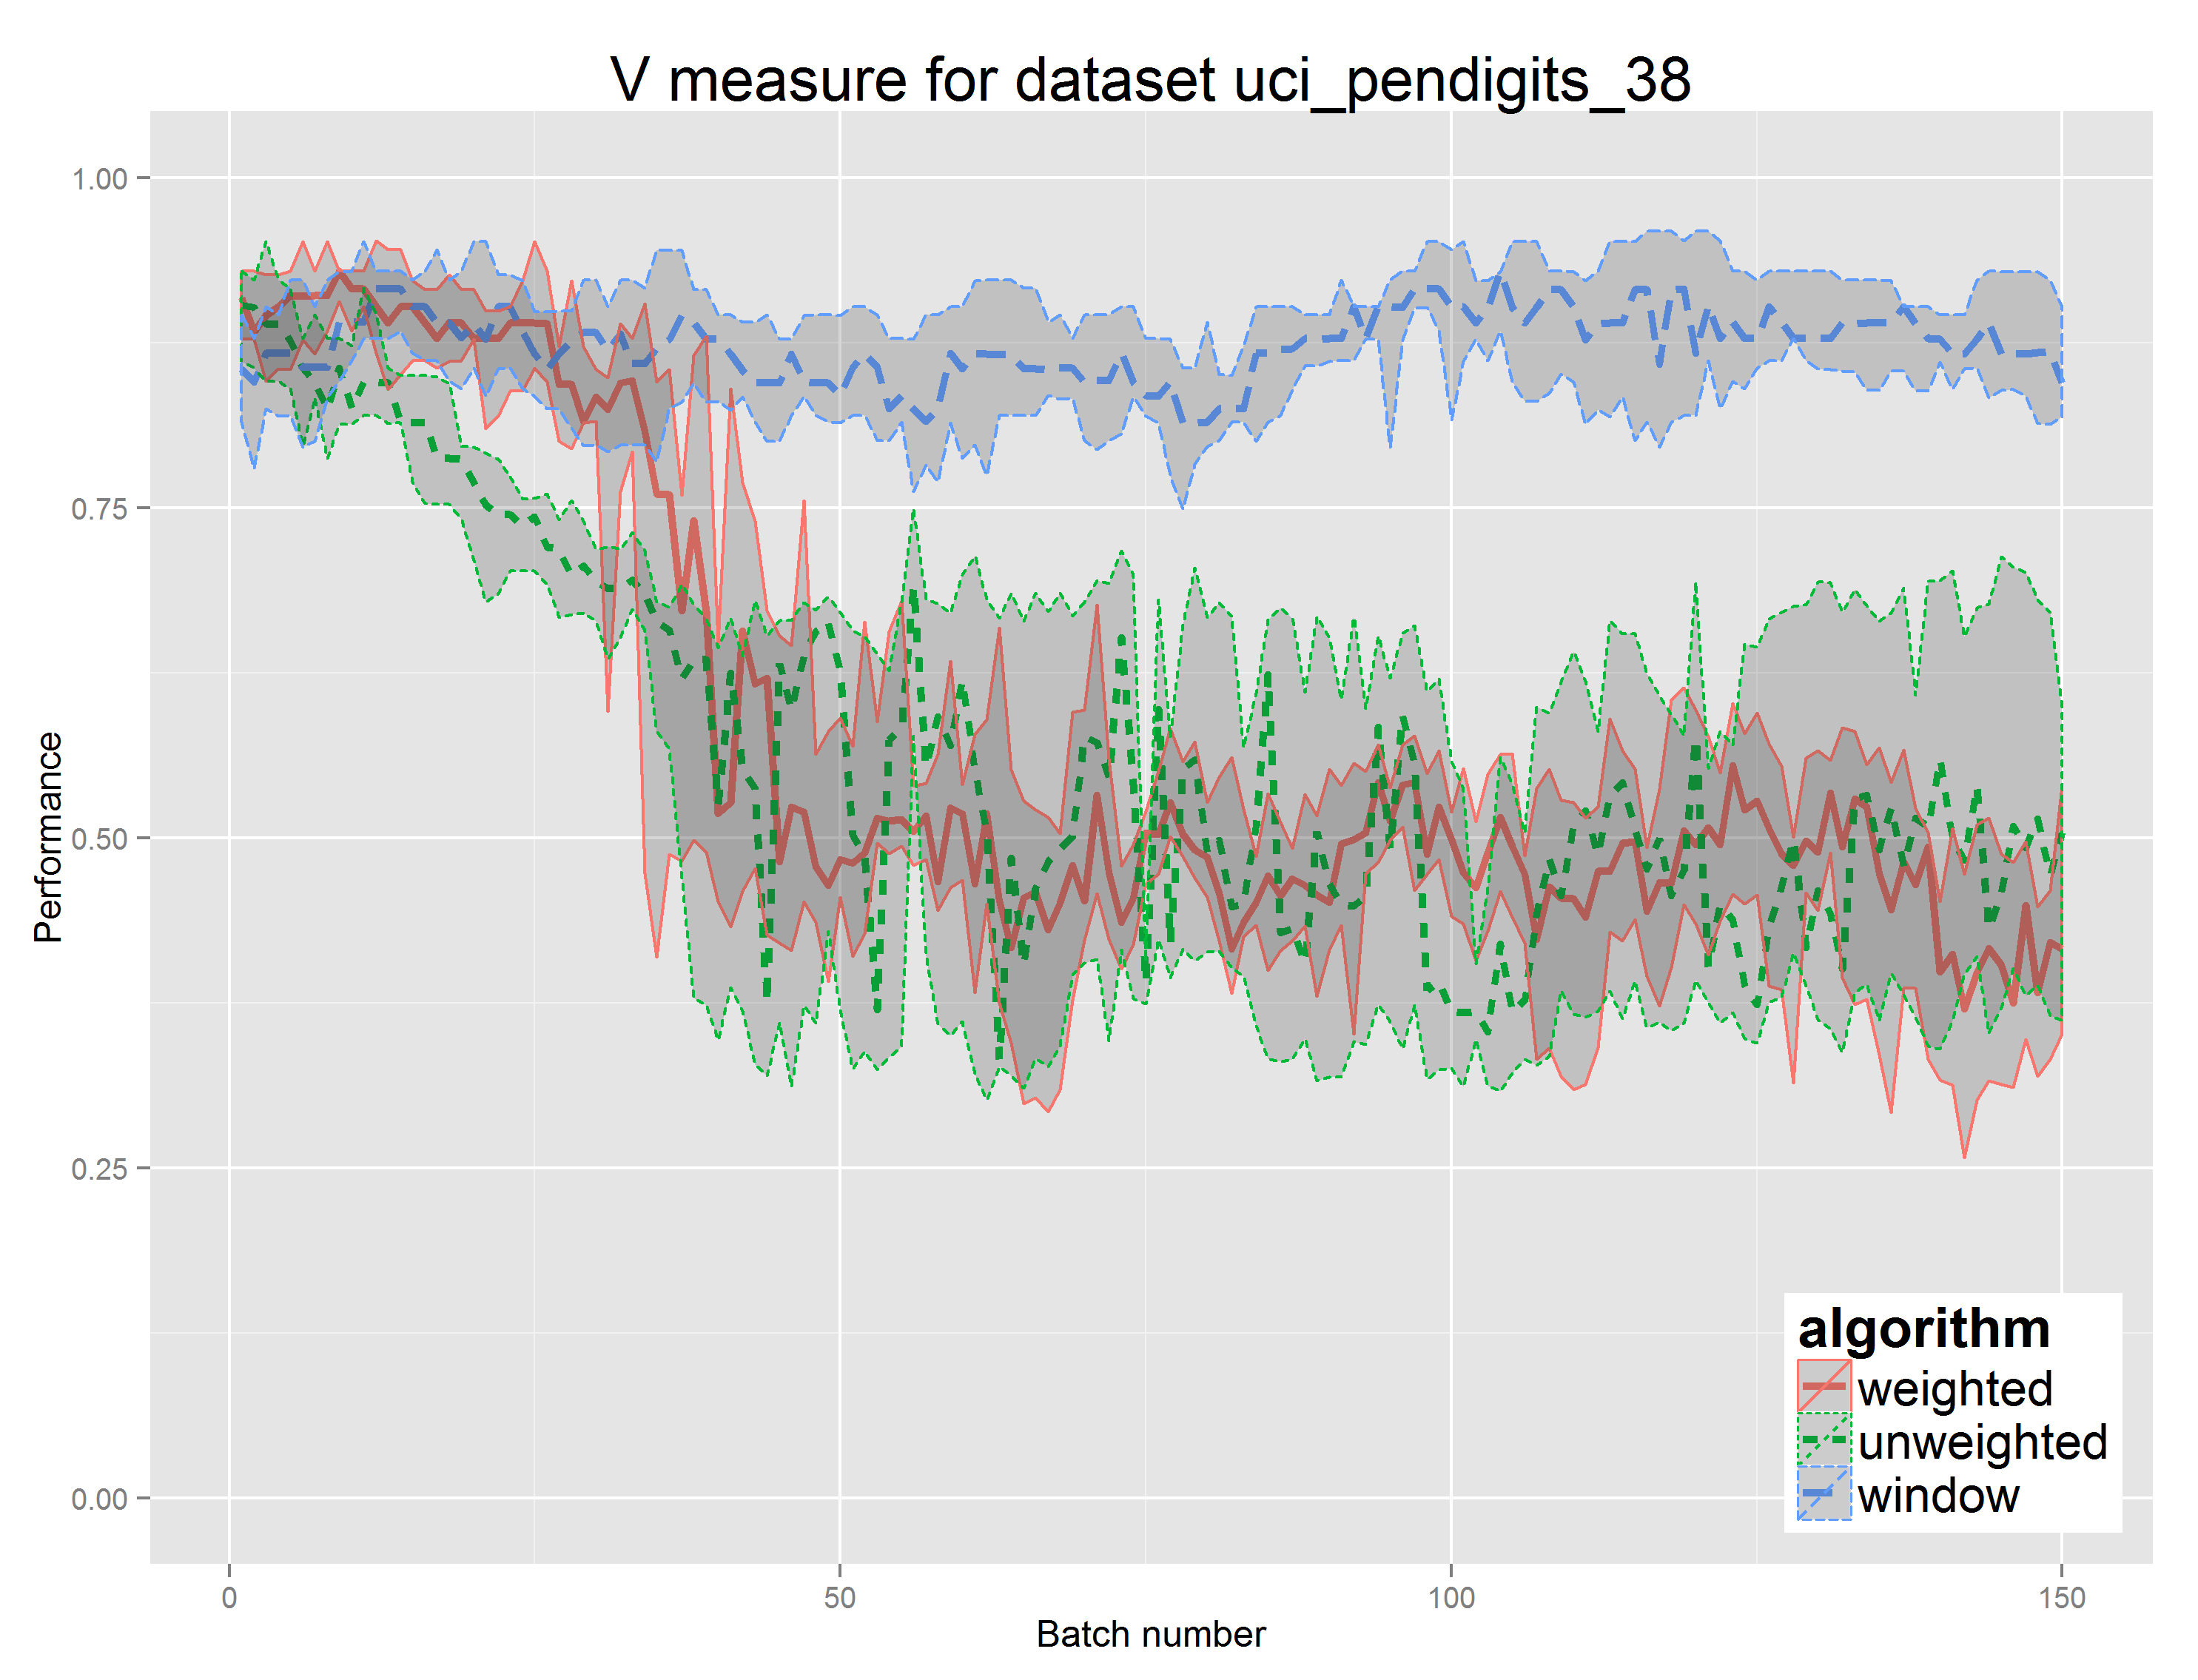 V measure for dataset uci_pendigits_38
1.00
0.75
0.50
0.25
0.00
Performance
0
50
100
150
Batch number
algorithm
weighted
unweighted
window